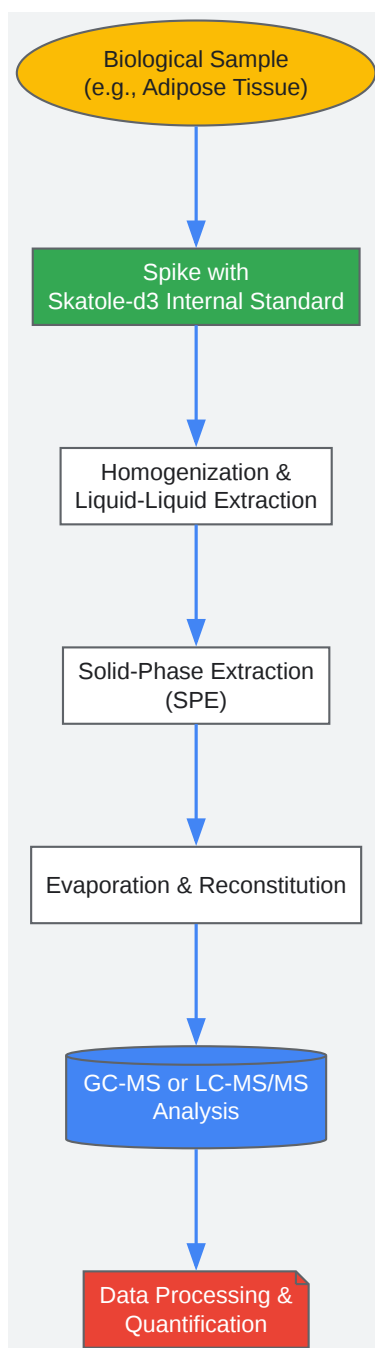 Biological Sample
(e.g., Adipose Tissue)
Spike with
Skatole-d3 Internal Standard
Homogenization &
Liquid-Liquid Extraction
Solid-Phase Extraction
(SPE)
Evaporation & Reconstitution
GC-MS or LC-MS/MS
Analysis
Data Processing &
Quantification